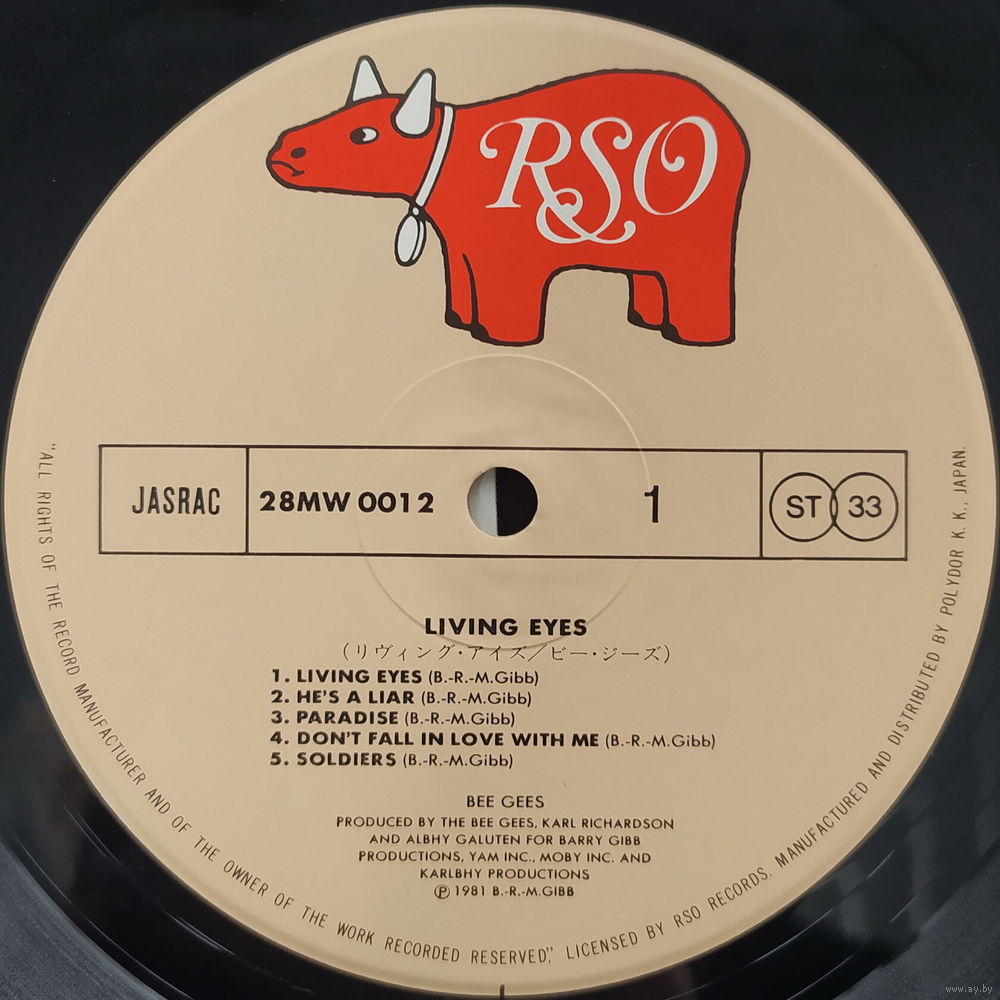 RSO
JASRAC
28MW 0012
1
ST 33
LIVING EYES
(リヴィング・アイズ/ビー・ジーズ)
1. LIVING EYES (B.-R.-M.Gibb)
2. HE'S A LIAR (B.-R.-M.Gibb)
3. PARADISE (B.-R.-M.Gibb)
4. DON'T FALL IN LOVE WITH ME (B.-R.-M.Gibb)
5. SOLDIERS (B.-R.-M.Gibb)
BEE GEES
PRODUCED BY THE BEE GEES, KARL RICHARDSON
AND ALBHY GALUTEN FOR BARRY GIBB
PRODUCTIONS, YAM INC., MOBY INC. AND
KARLBHY PRODUCTIONS
Ⓟ 1981 B.-R.-M.GIBB
"ALL RIGHTS OF THE RECORD MANUFACTURER AND OF THE OWNER OF THE WORK RECORDED RESERVED," LICENSED BY RSO RECORDS. MANUFACTURED AND DISTRIBUTED BY POLYDOR K.K., JAPAN.
www.ay.by